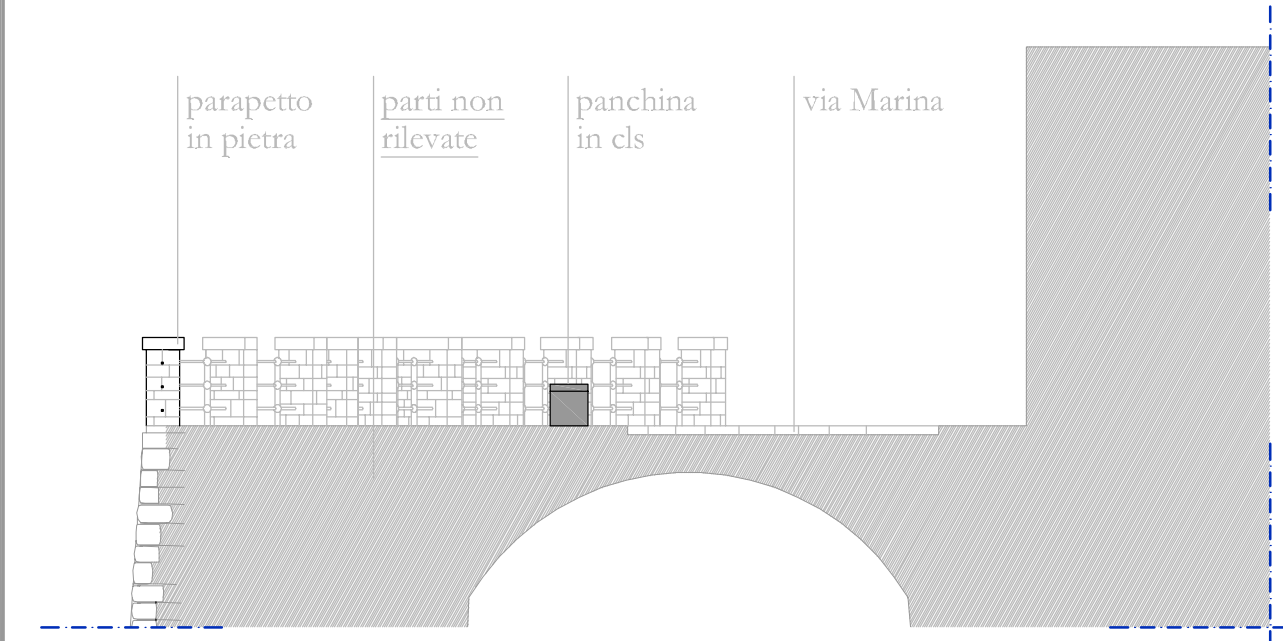 parapetto
in pietra
parti non
rilevate
panchina
in cls
via Marina